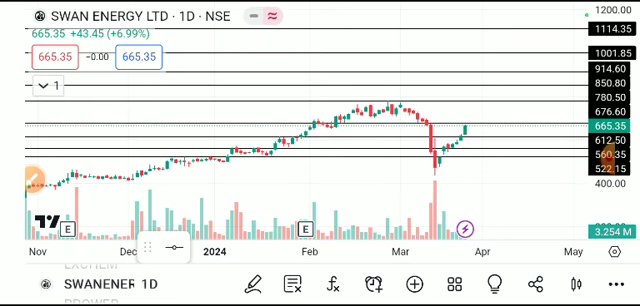 SWAN ENERGY LTD · 1D · NSE
665.35 +43.45 (+6.99%)
665.35 −0.00 665.35
1
1200.00
1114.35
1001.85
914.60
850.80
780.50
676.60
665.35
612.50
560.35
522.15
400.00
3.254 M
E E
Nov Dec 2024 Feb Mar Apr May
SWANENER 1D